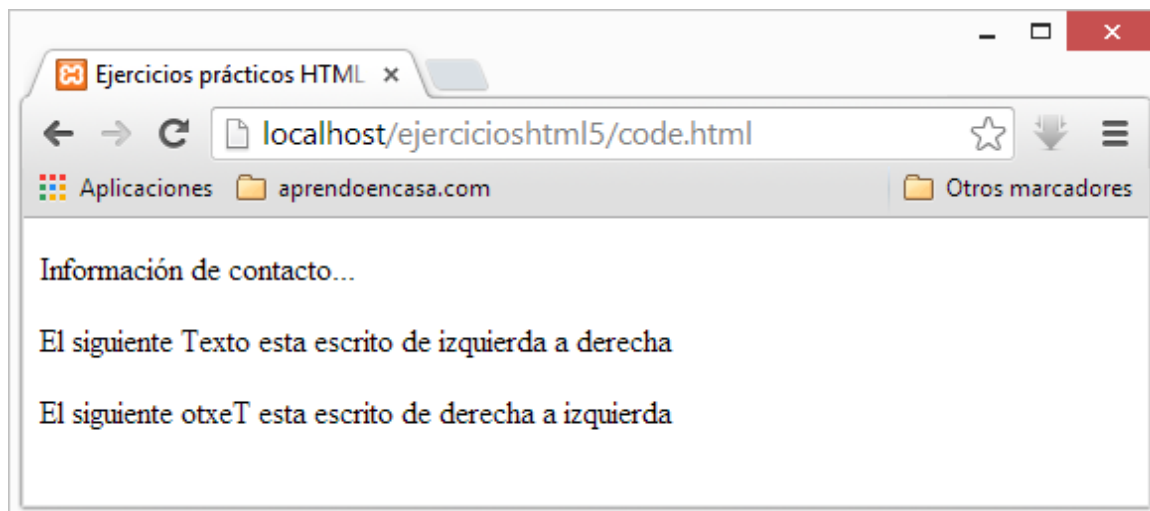 Ejercicios prácticos HTML
localhost/ejercicioshtml5/code.html
Aplicaciones aprendoencasa.com Otros marcadores
Información de contacto...
El siguiente Texto esta escrito de izquierda a derecha
El siguiente otxeT esta escrito de derecha a izquierda